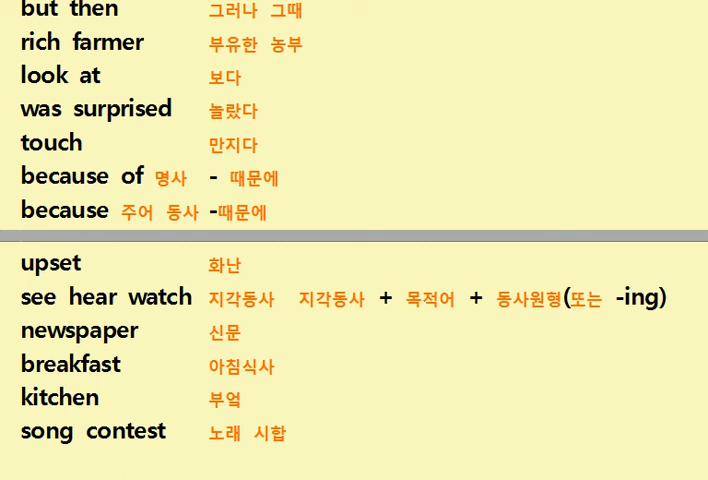 but then 그러나 그때
rich farmer 부유한 농부
look at 보다
was surprised 놀랐다
touch 만지다
because of 명사 - 때문에
because 주어 동사 -때문에
upset 화난
see hear watch 지각동사 지각동사 + 목적어 + 동사원형(또는 -ing)
newspaper 신문
breakfast 아침식사
kitchen 부엌
song contest 노래 시합